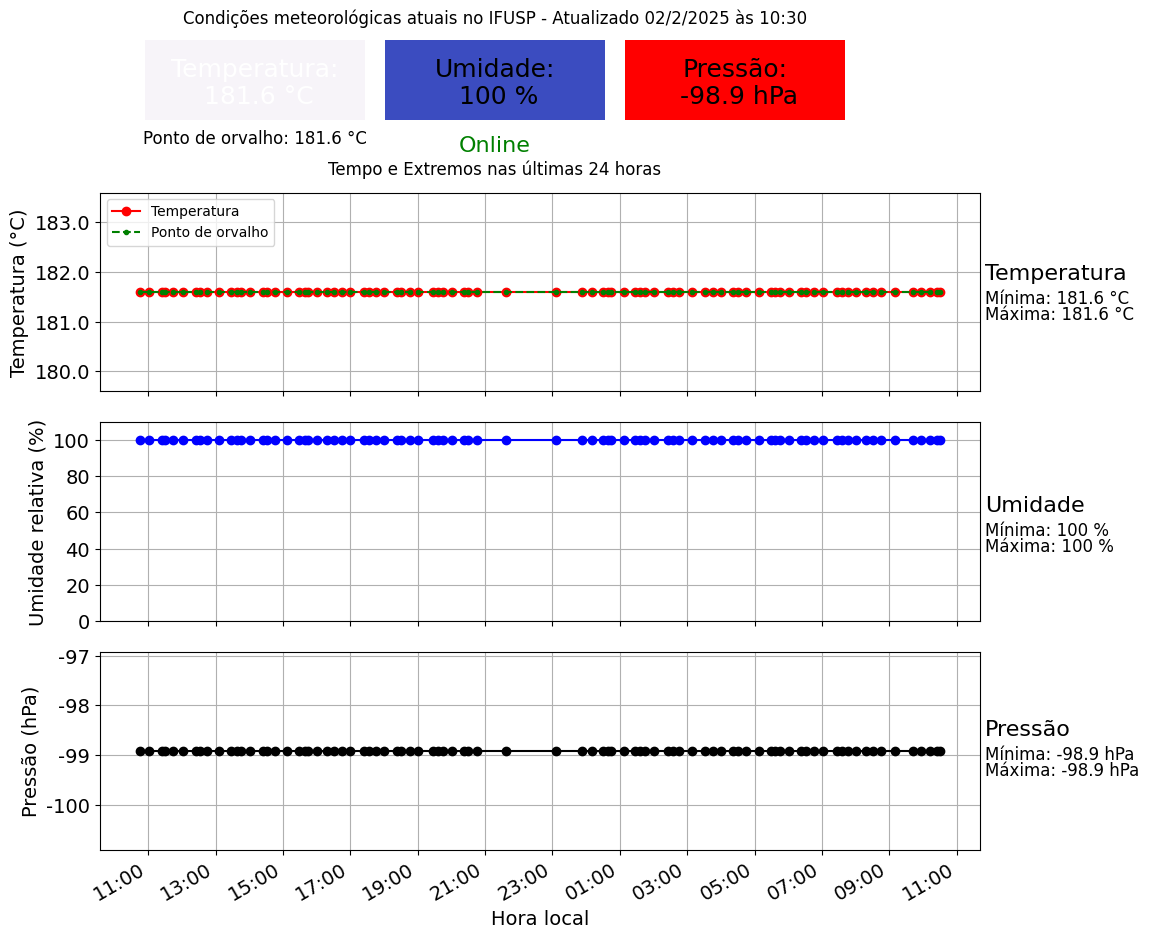 Condições meteorológicas atuais no IFUSP - Atualizado 02/2/2025 às 10:30
Temperatura:
181.6 °C
Umidade:
100 %
Pressão:
-98.9 hPa
Ponto de orvalho: 181.6 °C
Online
Tempo e Extremos nas últimas 24 horas
Temperatura (°C)
183.0
182.0
181.0
180.0
Temperatura
Ponto de orvalho
Temperatura
Mínima: 181.6 °C
Máxima: 181.6 °C
Umidade relativa (%)
100
80
60
40
20
0
Umidade
Mínima: 100 %
Máxima: 100 %
Pressão (hPa)
-97
-98
-99
-100
Pressão
Mínima: -98.9 hPa
Máxima: -98.9 hPa
11:00 13:00 15:00 17:00 19:00 21:00 23:00 01:00 03:00 05:00 07:00 09:00 11:00
Hora local